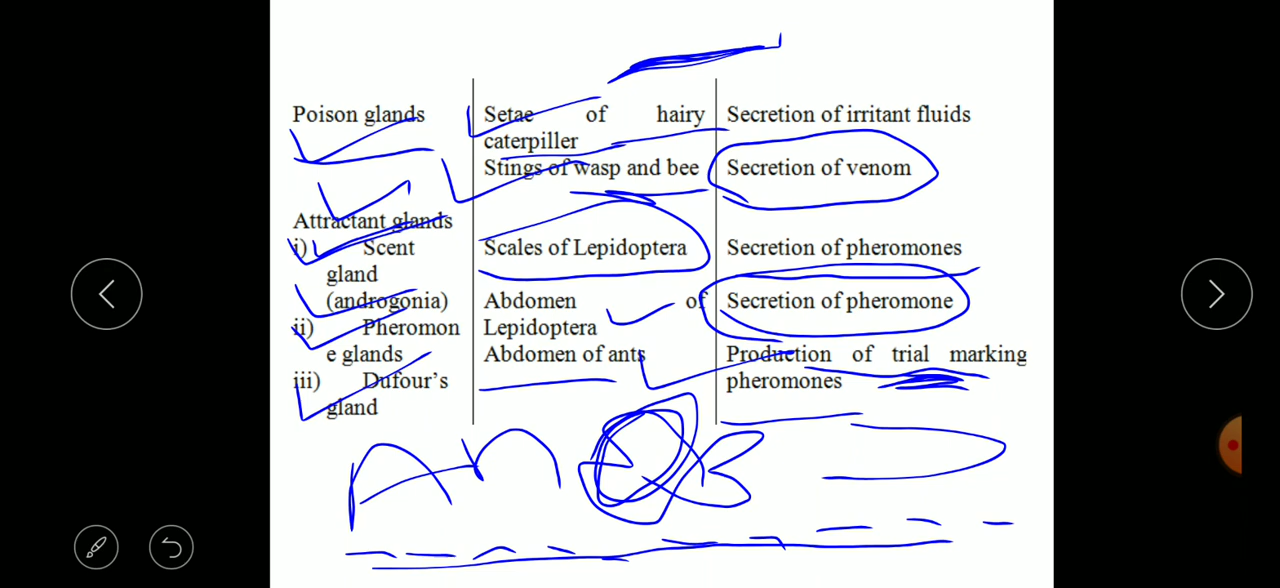 Poison glands Setae of hairy Secretion of irritant fluids
caterpiller
Stings of wasp and bee Secretion of venom
Attractant glands
i) Scent Scales of Lepidoptera Secretion of pheromones
gland
(androgonia) Abdomen of Secretion of pheromone
ii) Pheromon Lepidoptera
e glands Abdomen of ants Production of trial marking
iii) Dufour's pheromones
gland